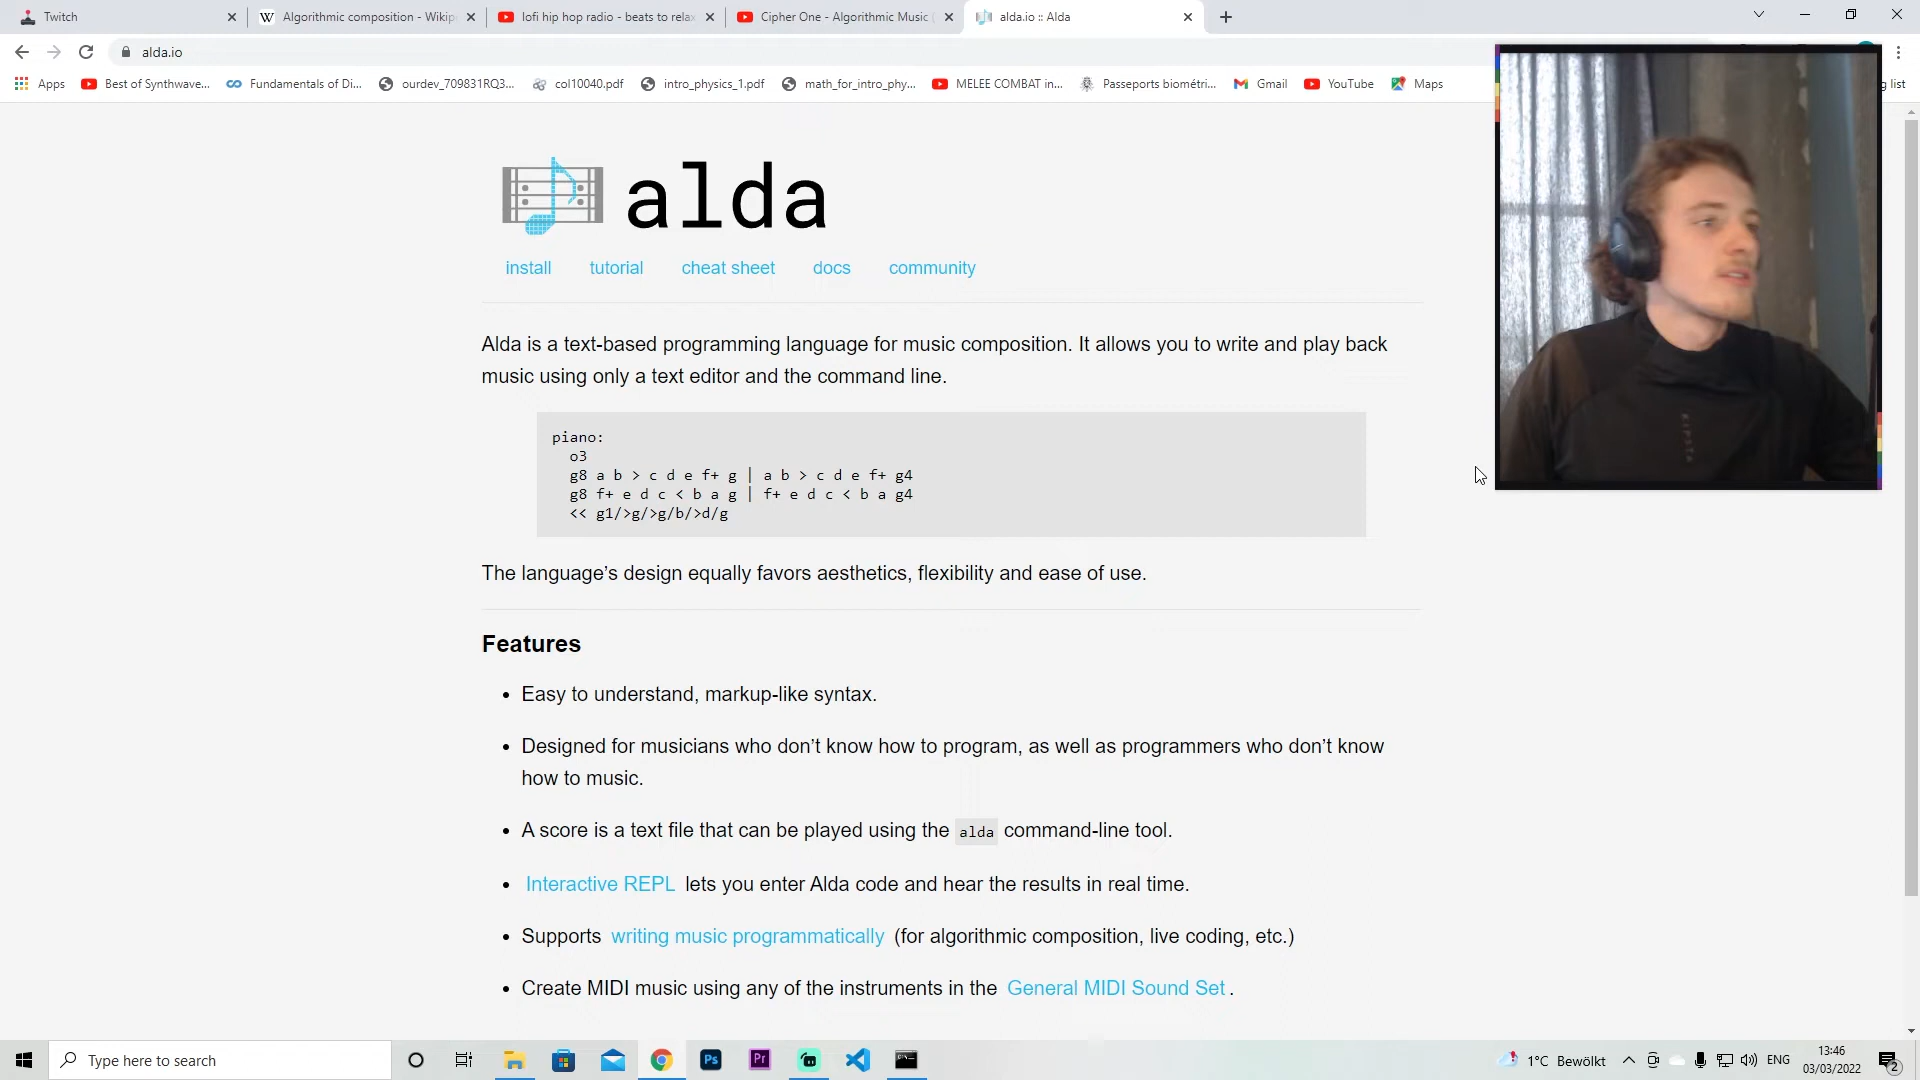 Twitch
Algorithmic composition - Wikip
lofi hip hop radio - beats to relax
Cipher One - Algorithmic Music (
alda.io :: Alda
alda.io
Apps
Best of Synthwave...
Fundamentals of Di...
ourdev_709831RQ3...
col10040.pdf
intro_physics_1.pdf
math_for_intro_phy...
MELEE COMBAT in...
Passeports biométri...
Gmail
YouTube
Maps
g list
alda
install tutorial cheat sheet docs community
Alda is a text-based programming language for music composition. It allows you to write and play back
music using only a text editor and the command line.
piano:
o3
g8 a b > c d e f+ g | a b > c d e f+ g4
g8 f+ e d c < b a g | f+ e d c < b a g4
<< g1/>g/>g/b/>d/g
The language’s design equally favors aesthetics, flexibility and ease of use.
Features
• Easy to understand, markup-like syntax.
• Designed for musicians who don’t know how to program, as well as programmers who don’t know
how to music.
• A score is a text file that can be played using the alda command-line tool.
• Interactive REPL lets you enter Alda code and hear the results in real time.
• Supports writing music programmatically (for algorithmic composition, live coding, etc.)
• Create MIDI music using any of the instruments in the General MIDI Sound Set .
KIPSTA
Type here to search
Ps
Pr
1°C Bewölkt
ENG
13:46
03/03/2022
2